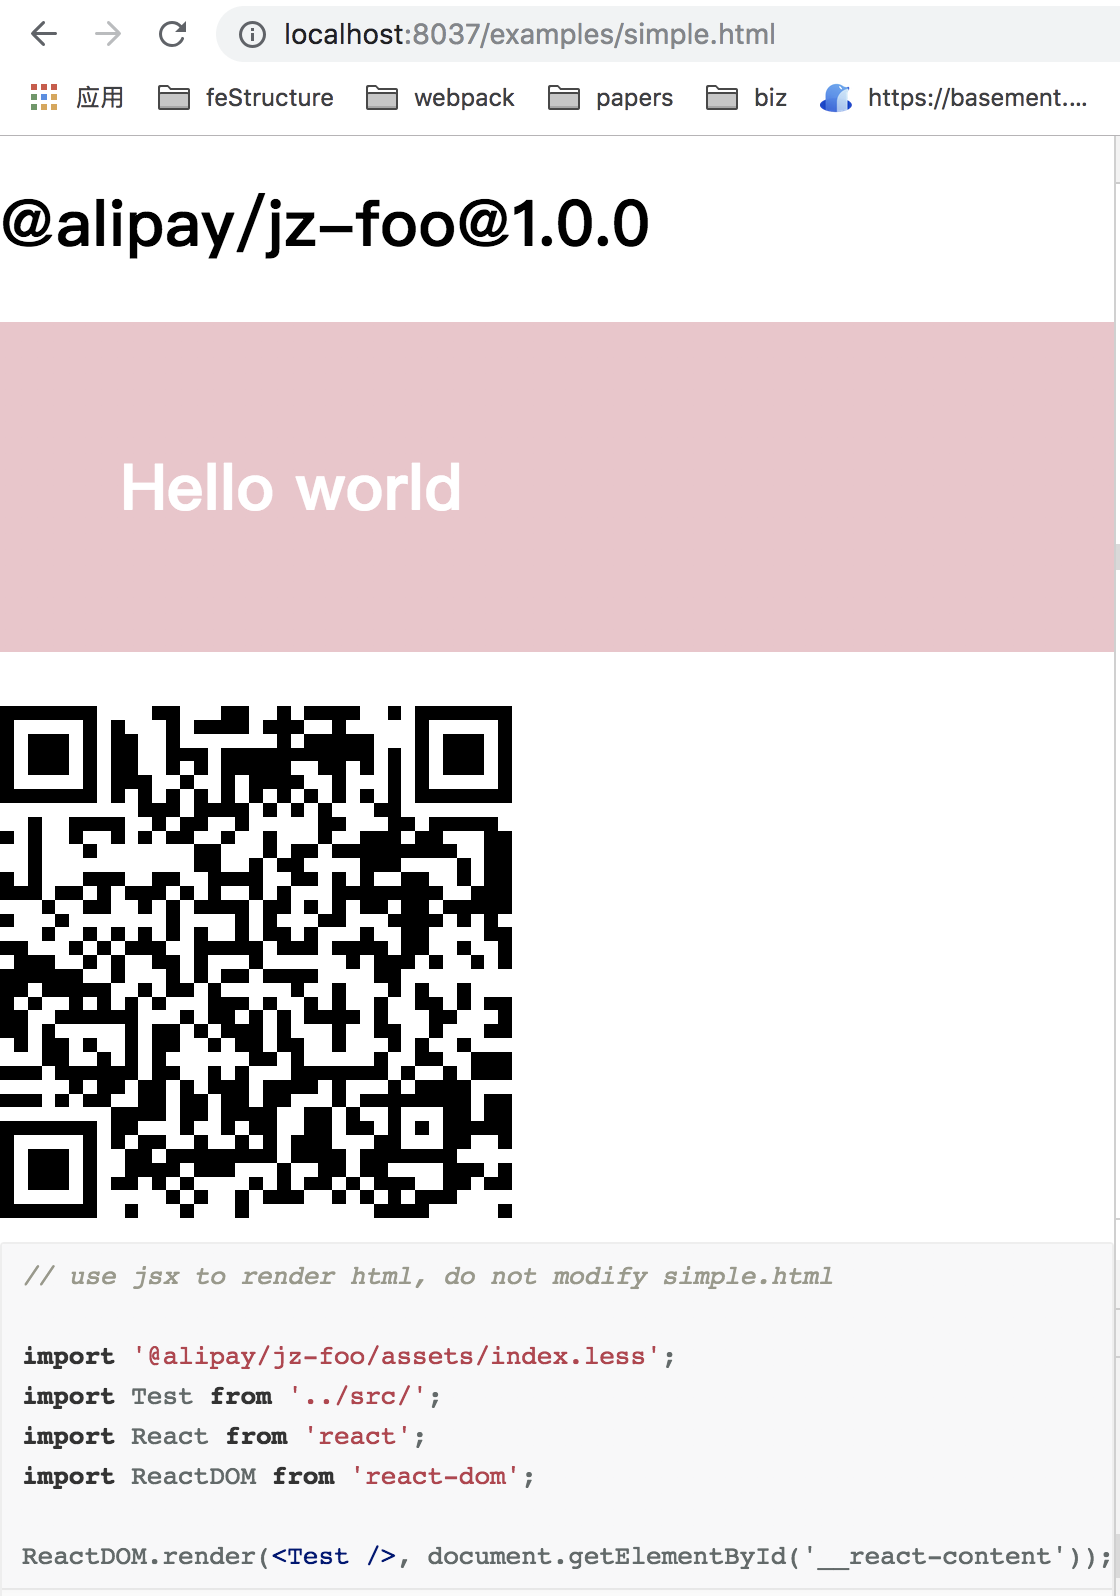 localhost:8037/examples/simple.html
应用 feStructure webpack papers biz https://basement....
@alipay/jz-foo@1.0.0
Hello world
// use jsx to render html, do not modify simple.html
import '@alipay/jz-foo/assets/index.less';
import Test from '../src/';
import React from 'react';
import ReactDOM from 'react-dom';
ReactDOM.render(<Test />, document.getElementById('__react-content'));